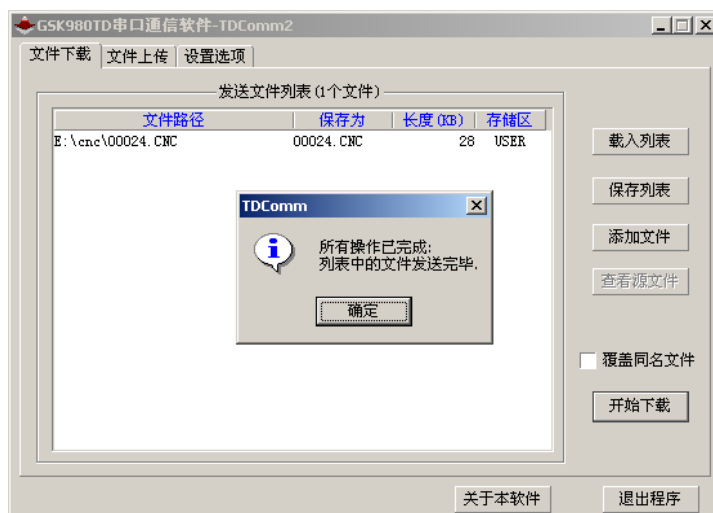 GSK980TD串口通信软件-TDComm2
文件下载 文件上传 设置选项
发送文件列表(1个文件)
文件路径 保存为 长度(KB) 存储区
E:\cnc\00024.CNC 00024.CNC 28 USER
载入列表
保存列表
TDComm
添加文件
所有操作已完成:
列表中的文件发送完毕.
查看源文件
确定
覆盖同名文件
开始下载
关于本软件 退出程序